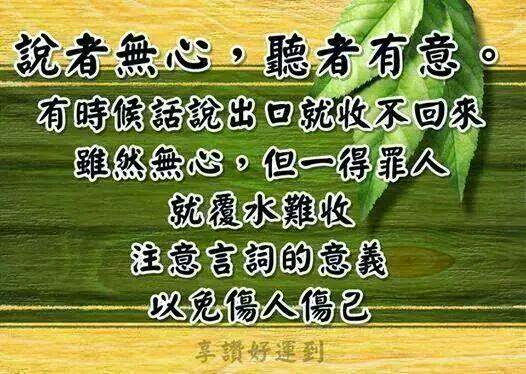 說者無心，聽者有意。
有時候話說出口就收不回來
雖然無心，但一得罪人
就覆水難收
注意言詞的意義
以免傷人傷己
享讚好運到